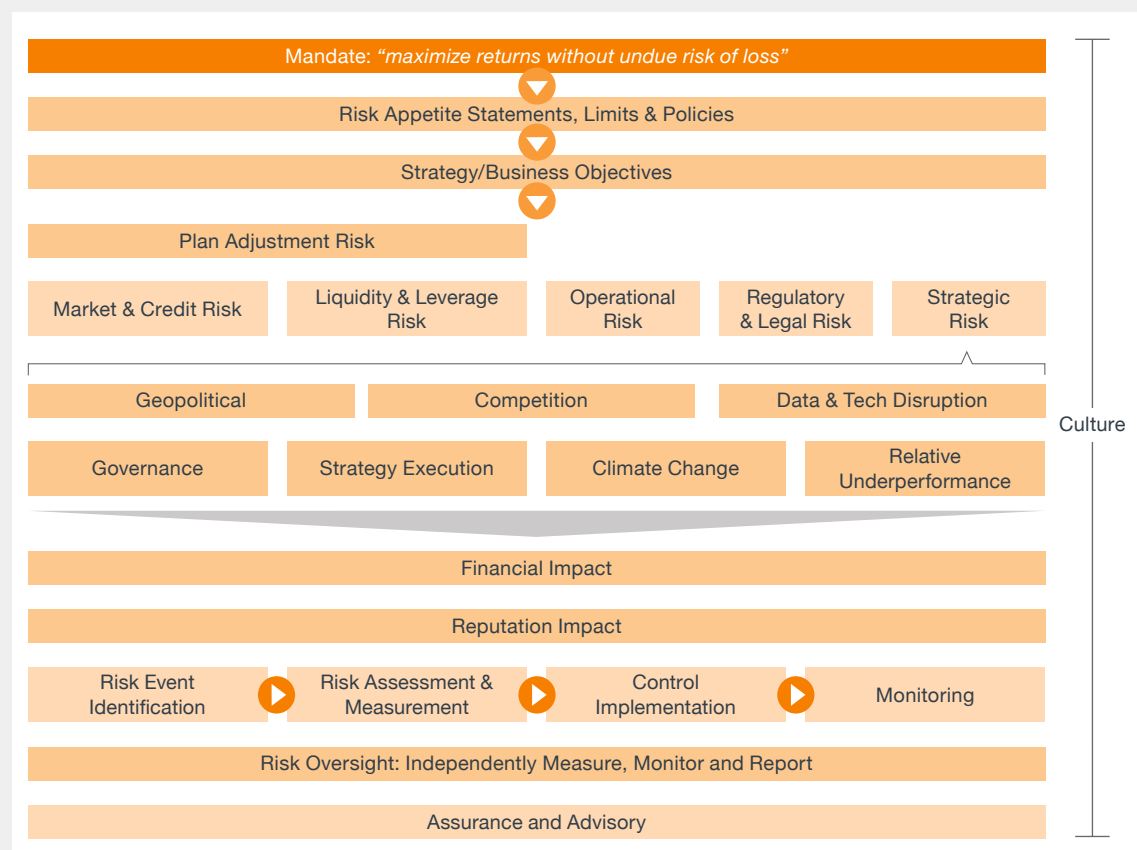 Mandate: “maximize returns without undue risk of loss”
Risk Appetite Statements, Limits & Policies
Strategy/Business Objectives
Plan Adjustment Risk
Market & Credit Risk
Liquidity & Leverage
Risk
Operational
Risk
Regulatory
& Legal Risk
Strategic
Risk
Geopolitical
Competition
Data & Tech Disruption
Culture
Governance
Strategy Execution
Climate Change
Relative
Underperformance
Financial Impact
Reputation Impact
Risk Event
Identification
Risk Assessment &
Measurement
Control
Implementation
Monitoring
Risk Oversight: Independently Measure, Monitor and Report
Assurance and Advisory